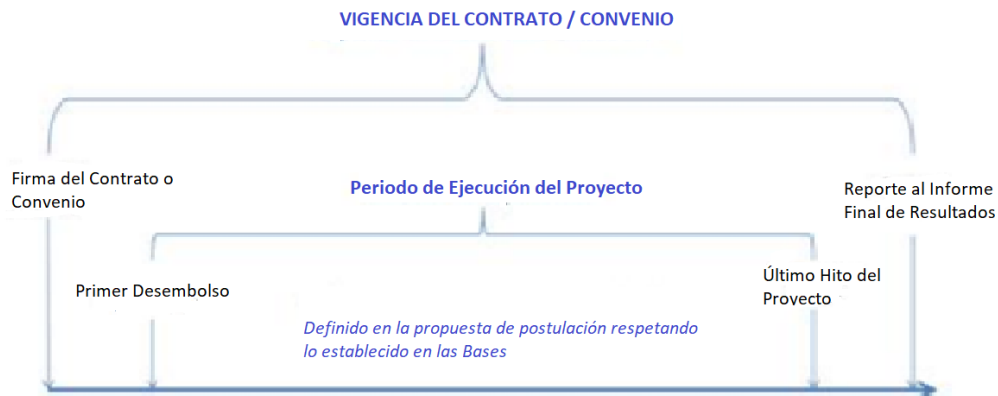 VIGENCIA DEL CONTRATO / CONVENIO
Firma del Contrato o
Convenio
Periodo de Ejecución del Proyecto
Reporte al Informe
Final de Resultados
Primer Desembolso
Último Hito del
Proyecto
Definido en la propuesta de postulación respetando
lo establecido en las Bases